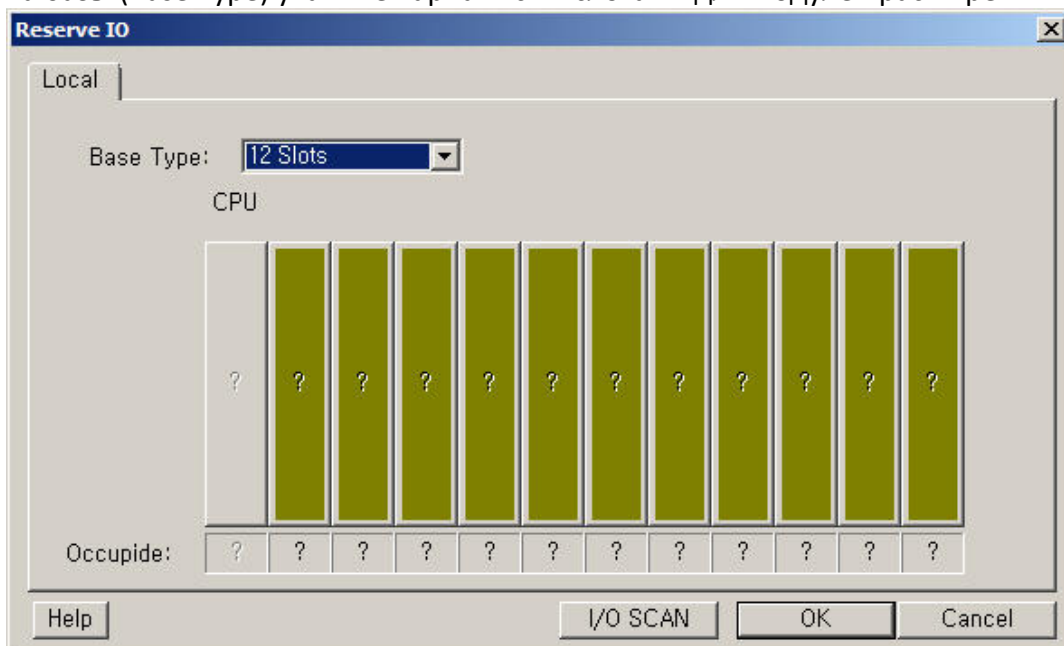 Reserve IO
Local
Base Type: 12 Slots
CPU
? ? ? ? ? ? ? ? ? ? ? ?
Occupide: ? ? ? ? ? ? ? ? ? ? ? ?
Help I/O SCAN OK Cancel